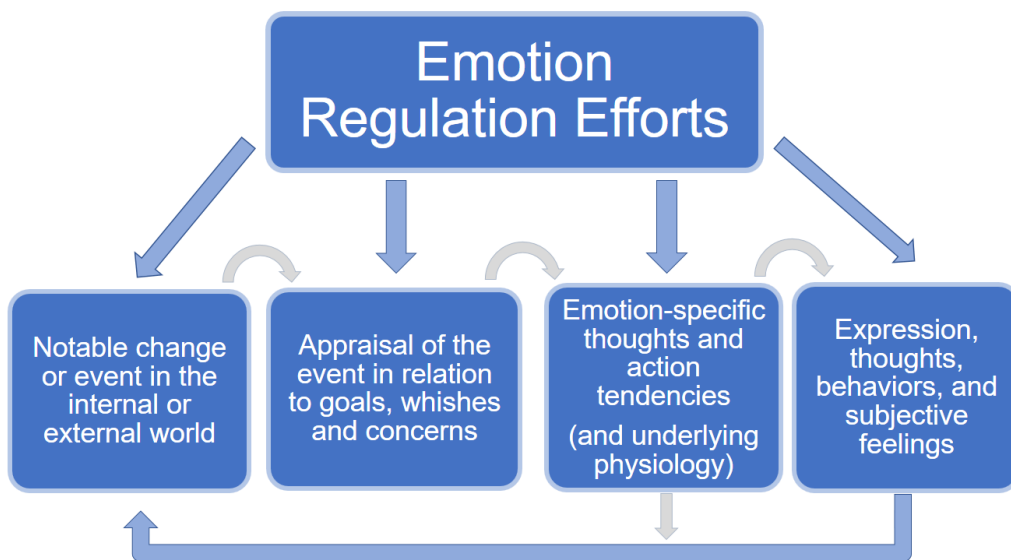 Emotion
Regulation Efforts
Notable change
or event in the
internal or
external world
Appraisal of the
event in relation
to goals, whishes
and concerns
Emotion-specific
thoughts and
action
tendencies
(and underlying
physiology)
Expression,
thoughts,
behaviors, and
subjective
feelings